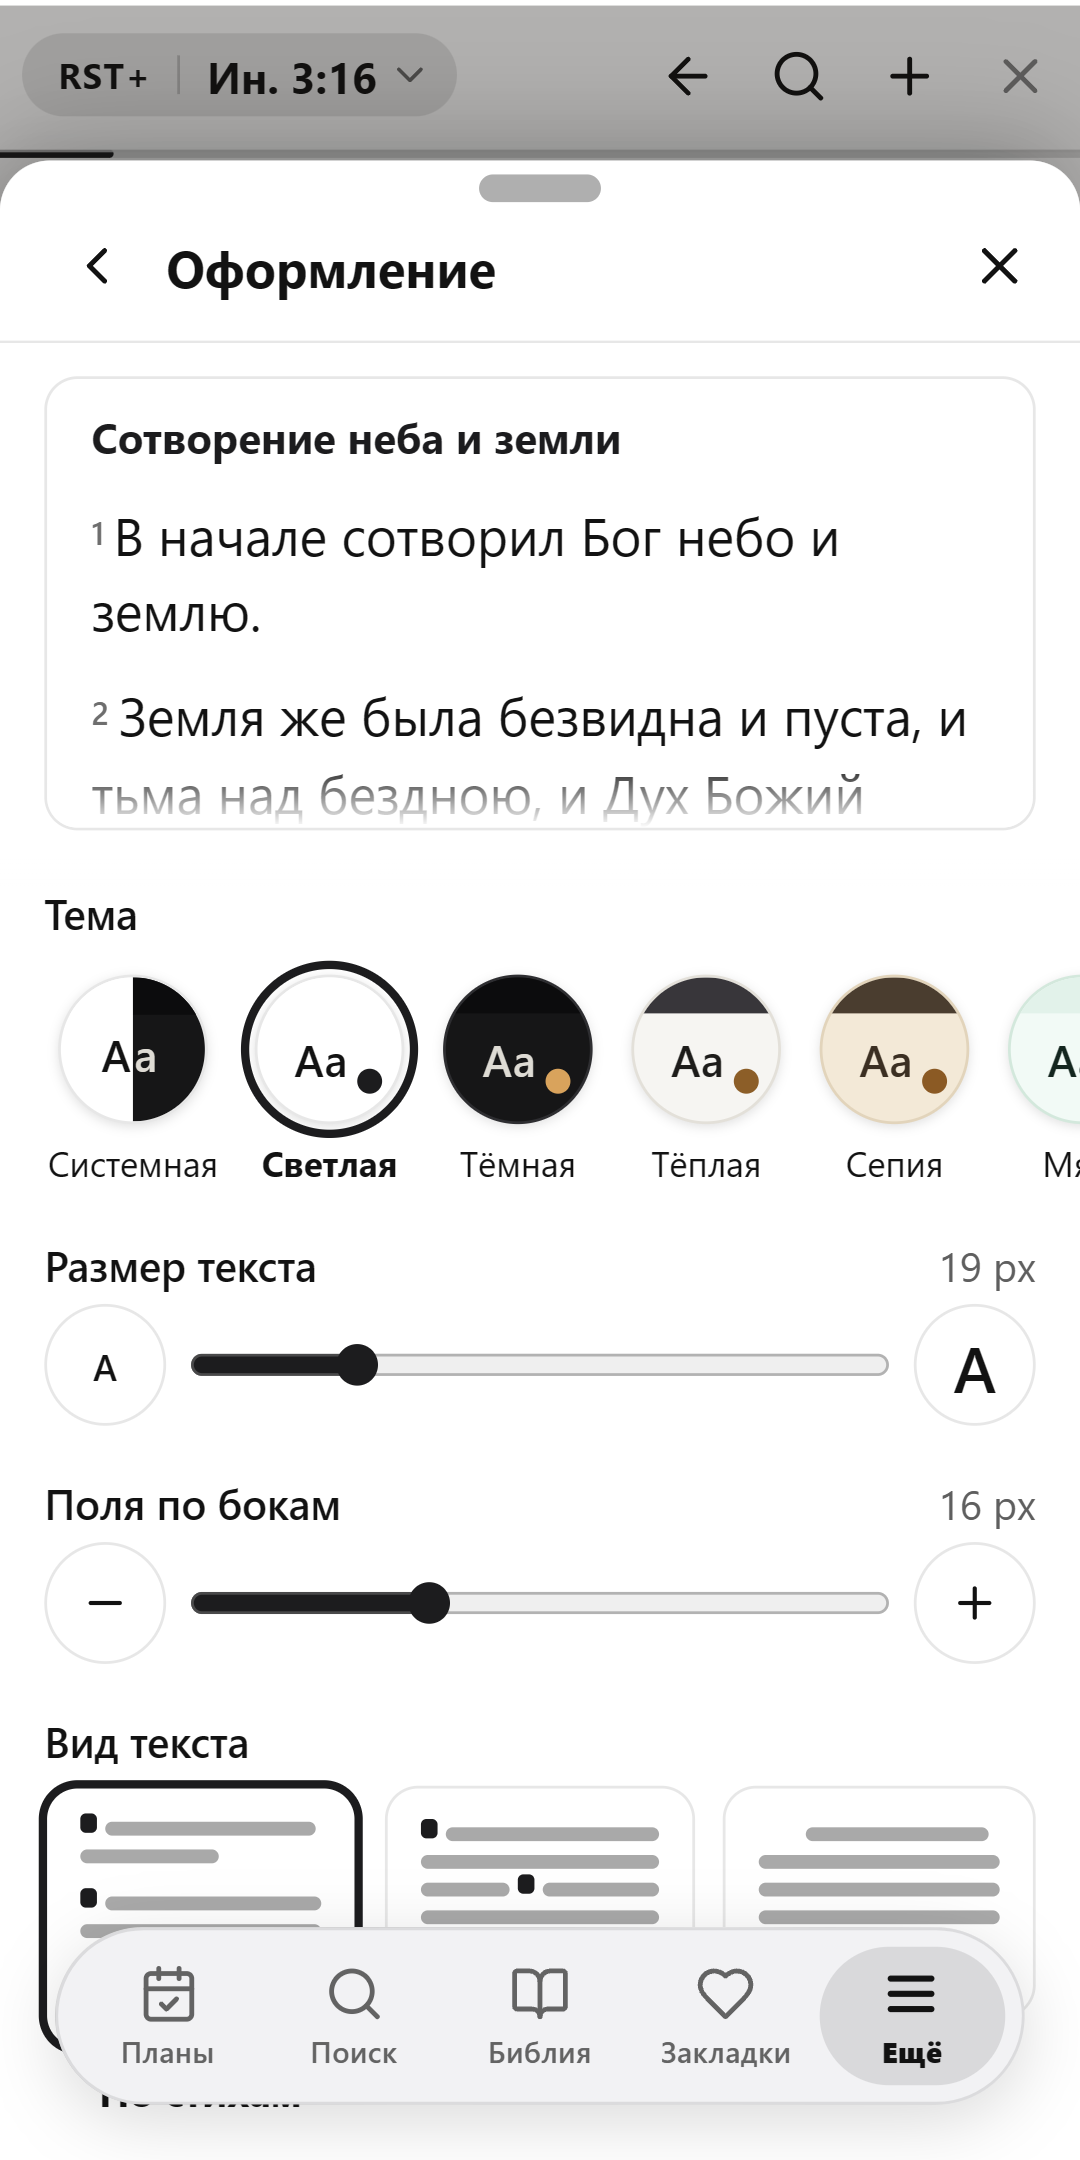 RST+ Ин. 3:16
Оформление
Сотворение неба и земли
1 В начале сотворил Бог небо и
землю.
2 Земля же была безвидна и пуста, и
тьма над бездною, и Дух Божий
Тема
Aa Aa Aa Aa Aa
Системная Светлая Тёмная Тёплая Сепия
Размер текста 19 px
A A
Поля по бокам 16 px
Вид текста
Планы Поиск Библия Закладки Ещё